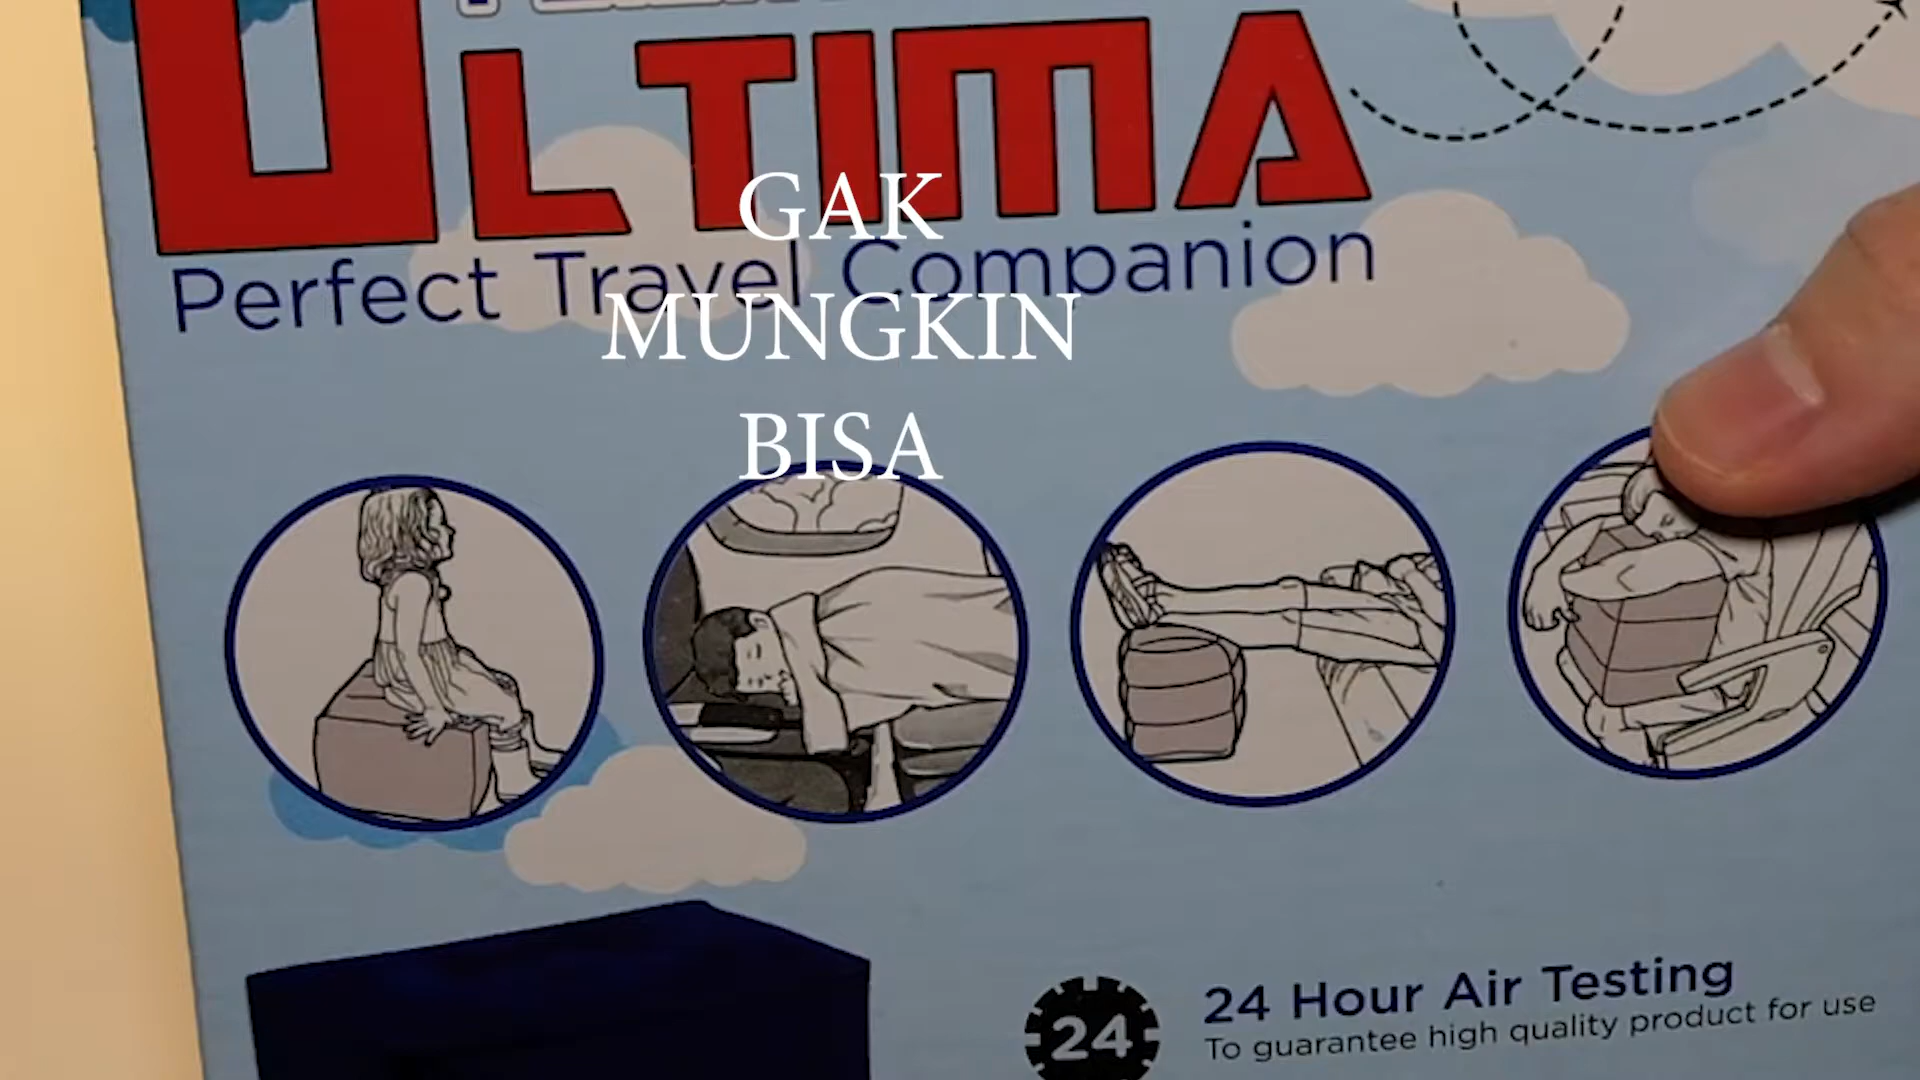 ULTIMA
Perfect Travel Companion
GAK
MUNGKIN
BISA
24
24 Hour Air Testing
To guarantee high quality product for use